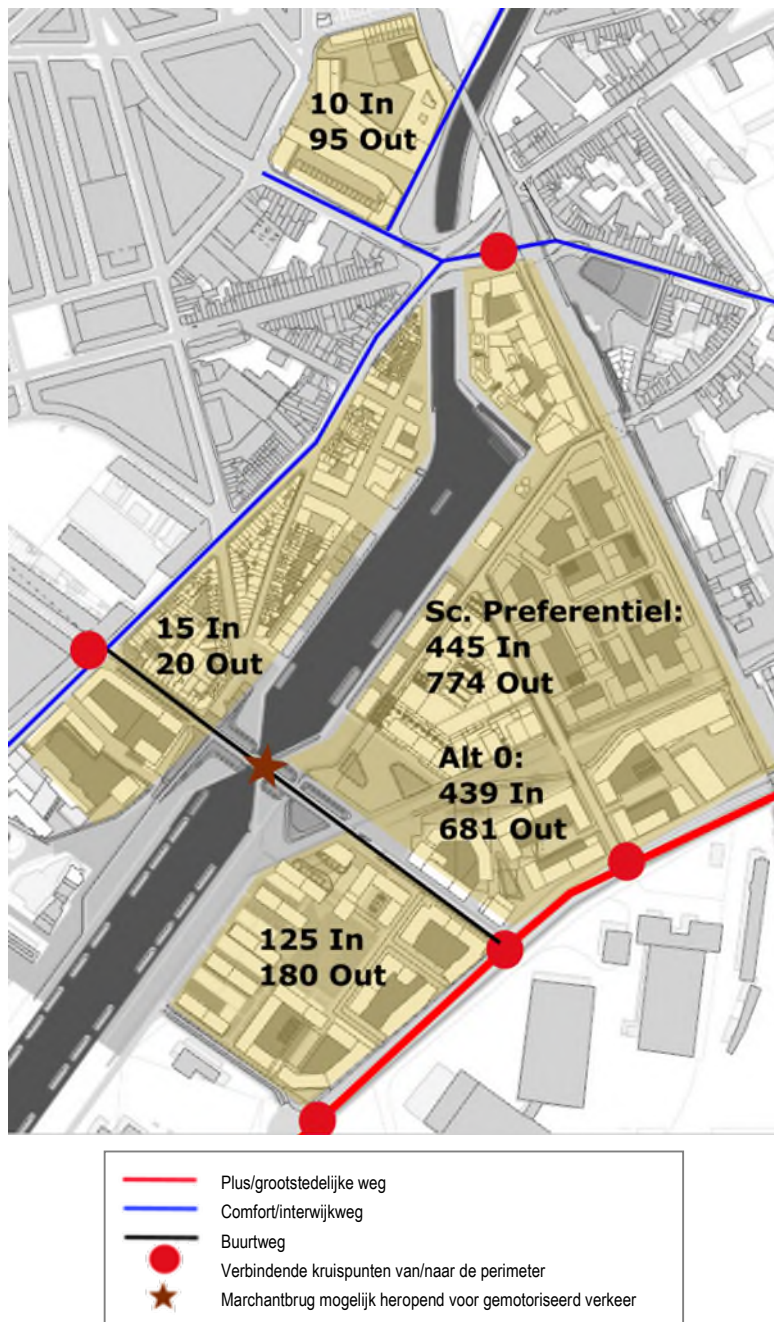 10 In
95 Out
15 In
20 Out
Sc. Preferentiel:
445 In
774 Out
Alt 0:
439 In
681 Out
125 In
180 Out
Plus/grootstedelijke weg
Comfort/interwijkweg
Buurtweg
Verbindende kruispunten van/naar de perimeter
Marchantbrug mogelijk heropend voor gemotoriseerd verkeer